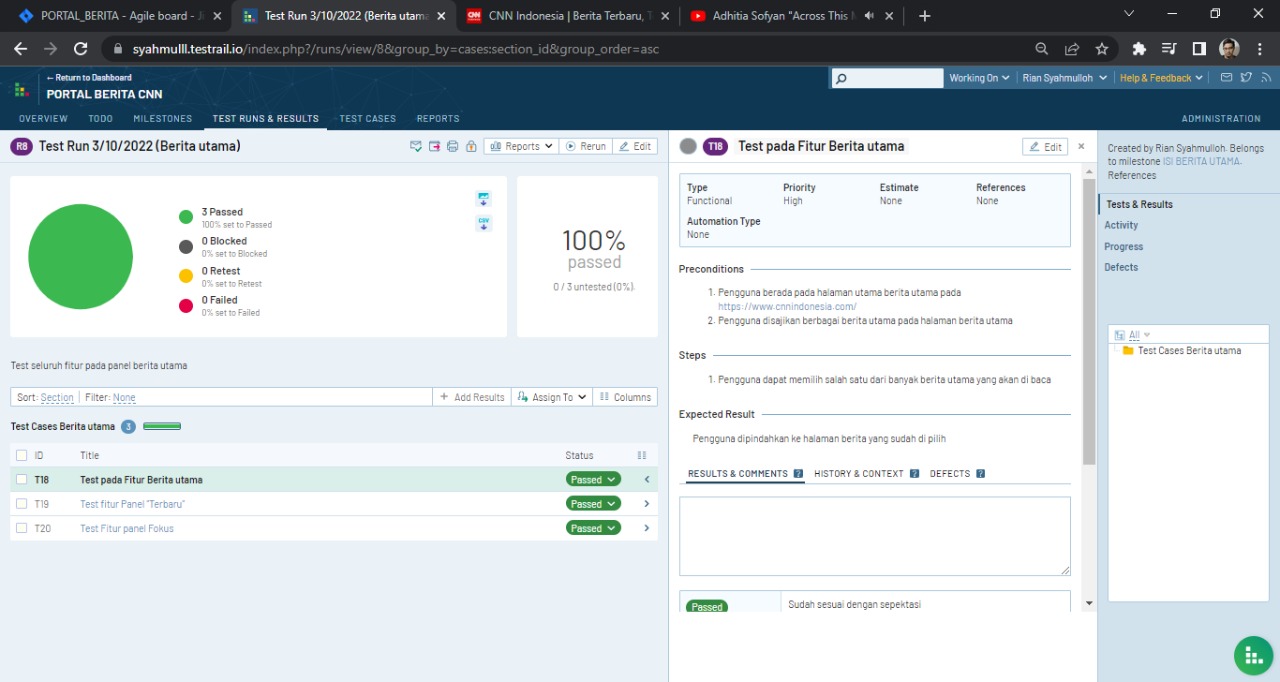 PORTAL_BERITA - Agile board - Ji
Test Run 3/10/2022 (Berita utama
CNN Indonesia | Berita Terbaru, T
Adhitia Sofyan "Across This M
syahmulll.testrail.io/index.php?/runs/view/8&group_by=cases:section_id&group_order=asc
← Return to Dashboard
PORTAL BERITA CNN
Working On
Rian Syahmulloh
Help & Feedback
OVERVIEW TODO MILESTONES TEST RUNS & RESULTS TEST CASES REPORTS ADMINISTRATION
R8 Test Run 3/10/2022 (Berita utama)
Reports Rerun Edit
3 Passed
100% set to Passed
0 Blocked
0% set to Blocked
0 Retest
0% set to Retest
0 Failed
0% set to Failed
CSV
100%
passed
0 / 3 untested (0%).
Test seluruh fitur pada panel berita utama
Sort: Section Filter: None
+ Add Results Assign To Columns
Test Cases Berita utama 3
ID Title Status
T18 Test pada Fitur Berita utama Passed
T19 Test fitur Panel "Terbaru" Passed
T20 Test Fitur panel Fokus Passed
T18 Test pada Fitur Berita utama Edit ×
Type Priority Estimate References
Functional High None None
Automation Type
None
Preconditions
1. Pengguna berada pada halaman utama berita utama pada
https://www.cnnindonesia.com/
2. Pengguna disajikan berbagai berita utama pada halaman berita utama
Steps
1. Pengguna dapat memilih salah satu dari banyak berita utama yang akan di baca
Expected Result
Pengguna dipindahkan ke halaman berita yang sudah di pilih
RESULTS & COMMENTS ? HISTORY & CONTEXT ? DEFECTS ?
Passed Sudah sesuai dengan sepektasi
Created by Rian Syahmulloh. Belongs
to milestone ISI BERITA UTAMA.
References
Tests & Results
Activity
Progress
Defects
All
Test Cases Berita utama